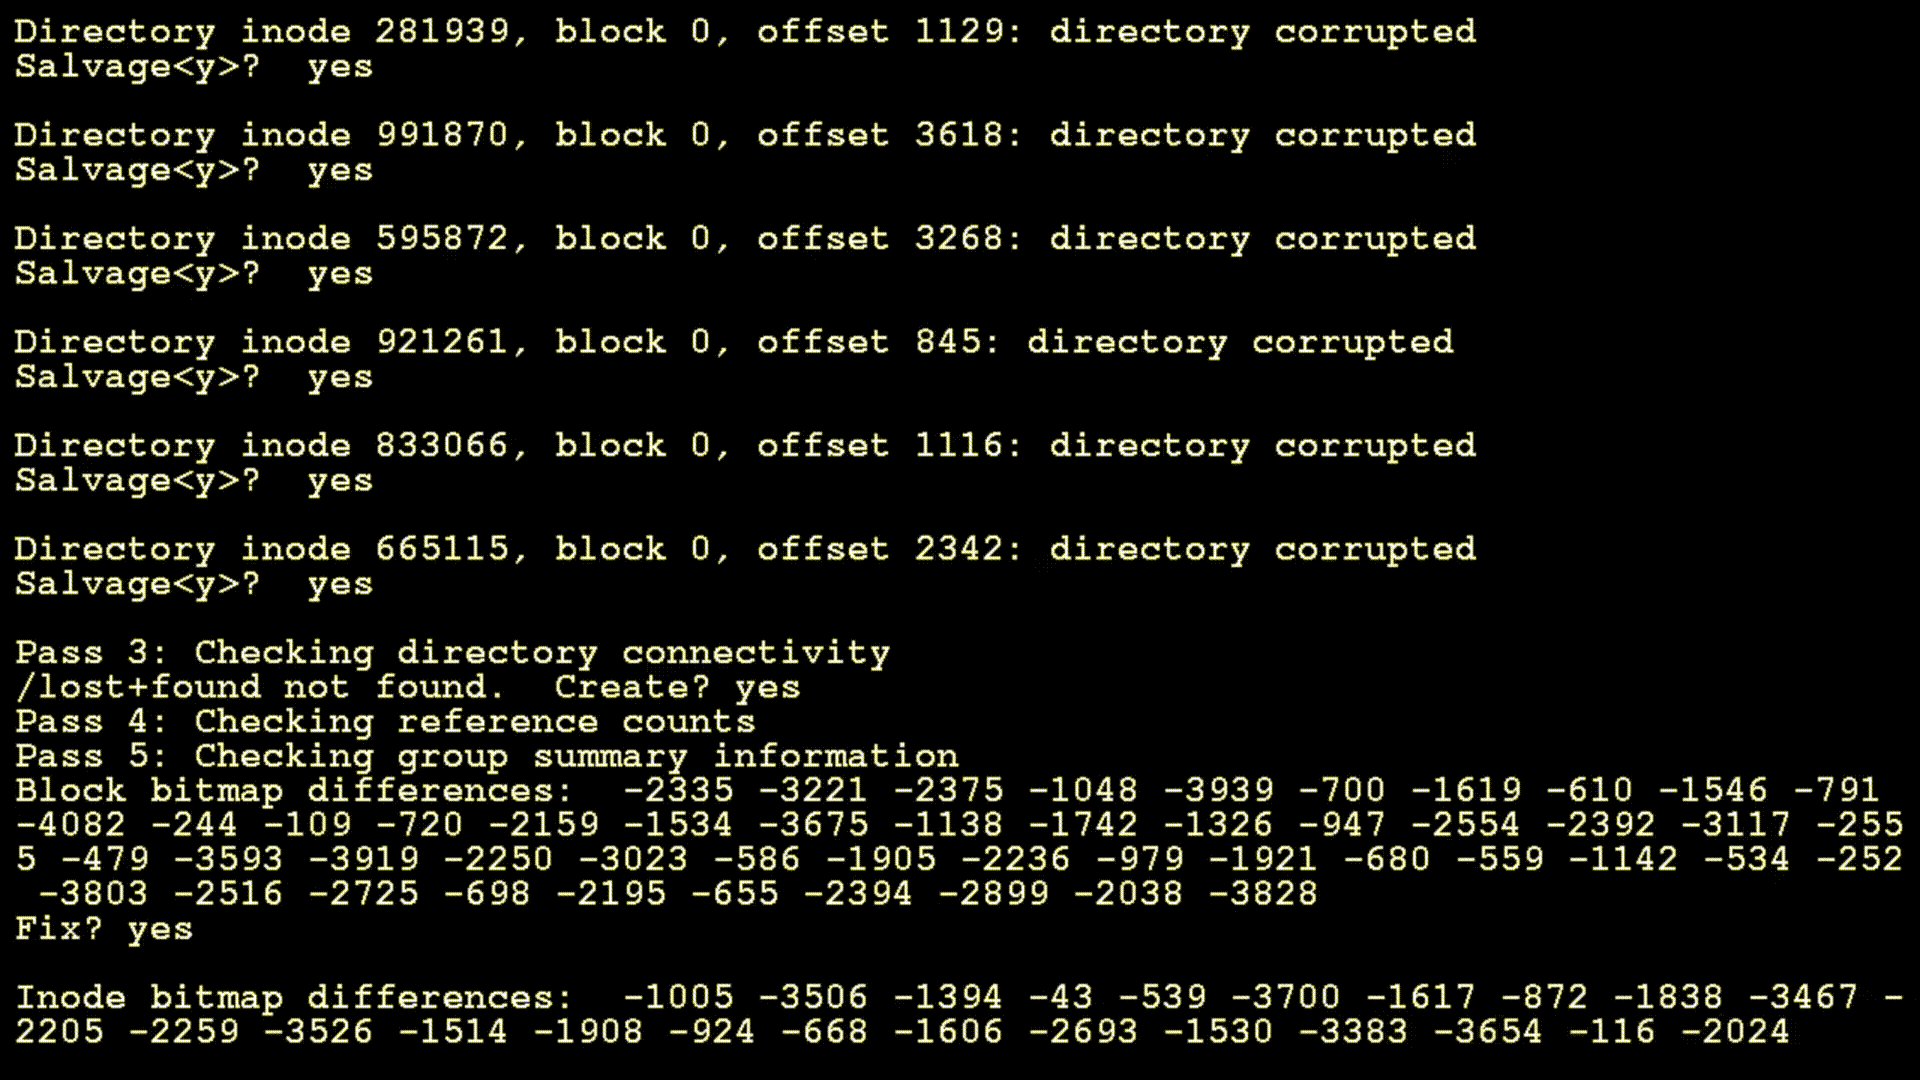 Directory inode 281939, block 0, offset 1129: directory corrupted
Salvage<y>?  yes
Directory inode 991870, block 0, offset 3618: directory corrupted
Salvage<y>?  yes
Directory inode 595872, block 0, offset 3268: directory corrupted
Salvage<y>?  yes
Directory inode 921261, block 0, offset 845: directory corrupted
Salvage<y>?  yes
Directory inode 833066, block 0, offset 1116: directory corrupted
Salvage<y>?  yes
Directory inode 665115, block 0, offset 2342: directory corrupted
Salvage<y>?  yes
Pass 3: Checking directory connectivity
/lost+found not found.  Create? yes
Pass 4: Checking reference counts
Pass 5: Checking group summary information
Block bitmap differences:  -2335 -3221 -2375 -1048 -3939 -700 -1619 -610 -1546 -791
-4082 -244 -109 -720 -2159 -1534 -3675 -1138 -1742 -1326 -947 -2554 -2392 -3117 -255
5 -479 -3593 -3919 -2250 -3023 -586 -1905 -2236 -979 -1921 -680 -559 -1142 -534 -252
-3803 -2516 -2725 -698 -2195 -655 -2394 -2899 -2038 -3828
Fix? yes
Inode bitmap differences:  -1005 -3506 -1394 -43 -539 -3700 -1617 -872 -1838 -3467 -
2205 -2259 -3526 -1514 -1908 -924 -668 -1606 -2693 -1530 -3383 -3654 -116 -2024